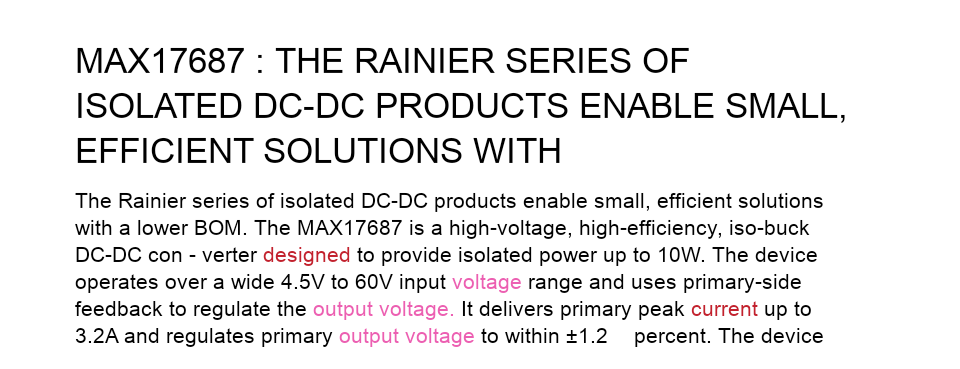 MAX17687 : THE RAINIER SERIES OF
ISOLATED DC-DC PRODUCTS ENABLE SMALL,
EFFICIENT SOLUTIONS WITH
The Rainier series of isolated DC-DC products enable small, efficient solutions
with a lower BOM. The MAX17687 is a high-voltage, high-efficiency, iso-buck
DC-DC con - verter designed to provide isolated power up to 10W. The device
operates over a wide 4.5V to 60V input voltage range and uses primary-side
feedback to regulate the output voltage. It delivers primary peak current up to
3.2A and regulates primary output voltage to within ±1.2 percent. The device